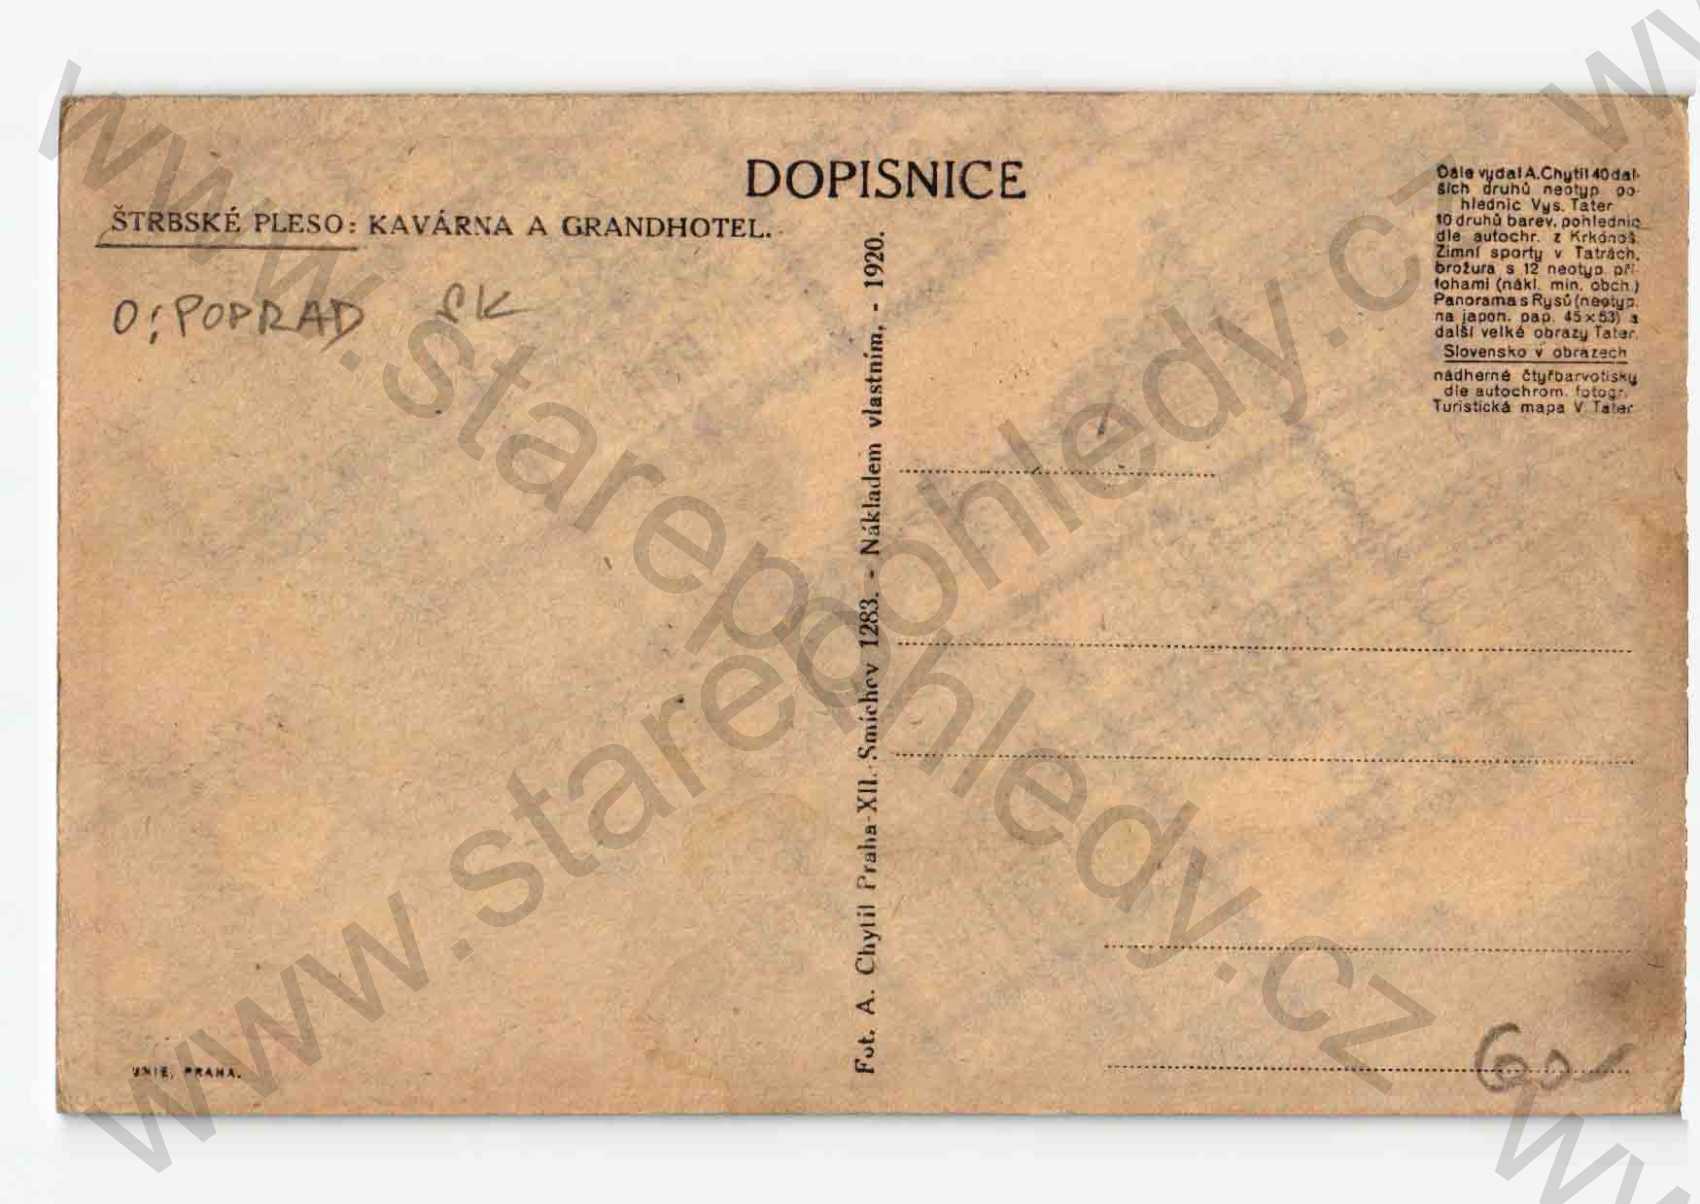 DOPISNICE
ŠTRBSKÉ PLESO: KAVÁRNA A GRANDHOTEL.
O; POPRAD SK
Fot. A. Chytil Praha-XII. Smíchov 1283. - Nákladem vlastním. - 1920.
Dále vydal A. Chytil 40 dal-
ších druhů neotyp. po-
hlednic Vys. Tater
10 druhů barev. pohlednic
dle autochr. z Krkonoš.
Zimní sporty v Tatrách,
brožura s 12 neotyp. pří-
lohami (nákl. min. obch.)
Panorama s Rysů (neotyp.
na japon. pap. 45×53) a
další velké obrazy Tater.
Slovensko v obrazech
nádherné čtyřbarvotisky
dle autochrom. fotogr.
Turistická mapa V. Tater
UNIE, PRAHA.
60,-
www.starepohledy.cz
www.starepohledy.cz